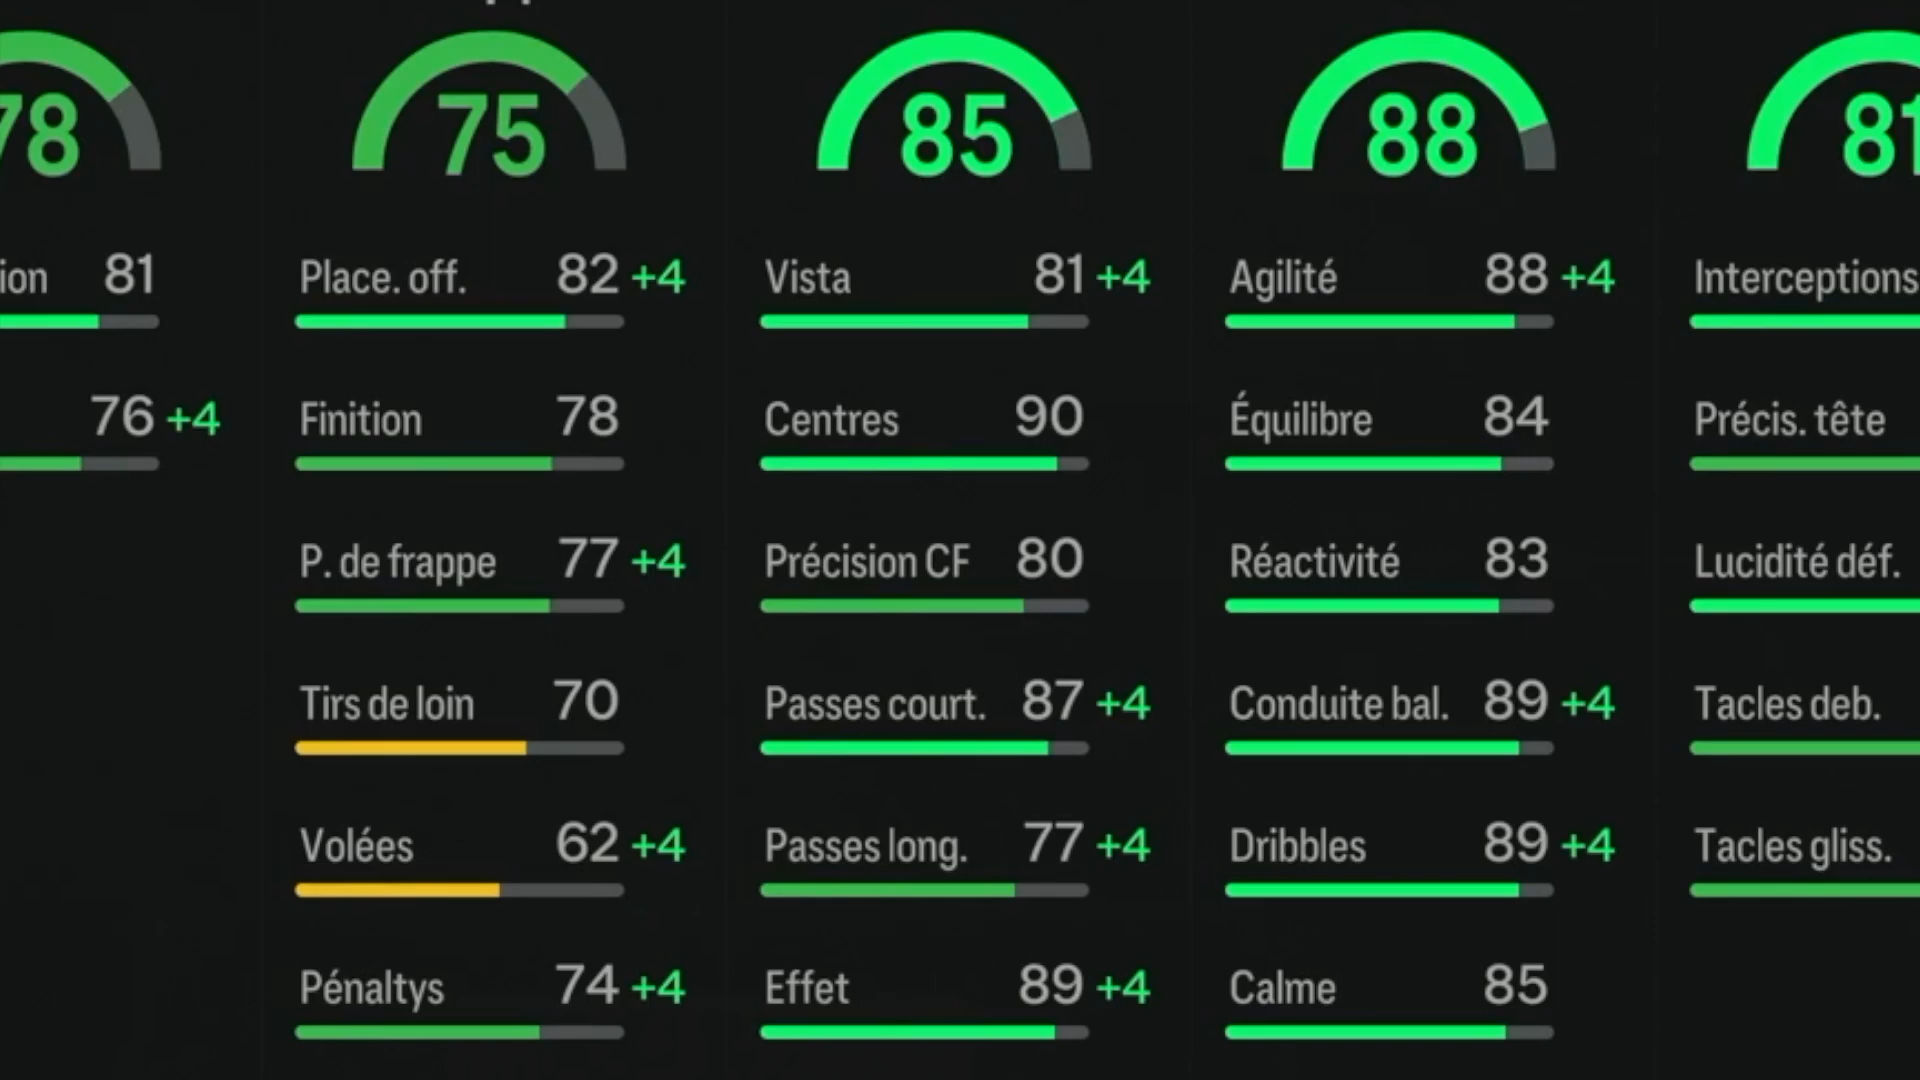 78 75 85 88 81
ion 81 Place. off. 82 +4 Vista 81 +4 Agilité 88 +4 Interceptions
76 +4 Finition 78 Centres 90 Équilibre 84 Précis. tête
P. de frappe 77 +4 Précision CF 80 Réactivité 83 Lucidité déf.
Tirs de loin 70 Passes court. 87 +4 Conduite bal. 89 +4 Tacles deb.
Volées 62 +4 Passes long. 77 +4 Dribbles 89 +4 Tacles gliss.
Pénaltys 74 +4 Effet 89 +4 Calme 85